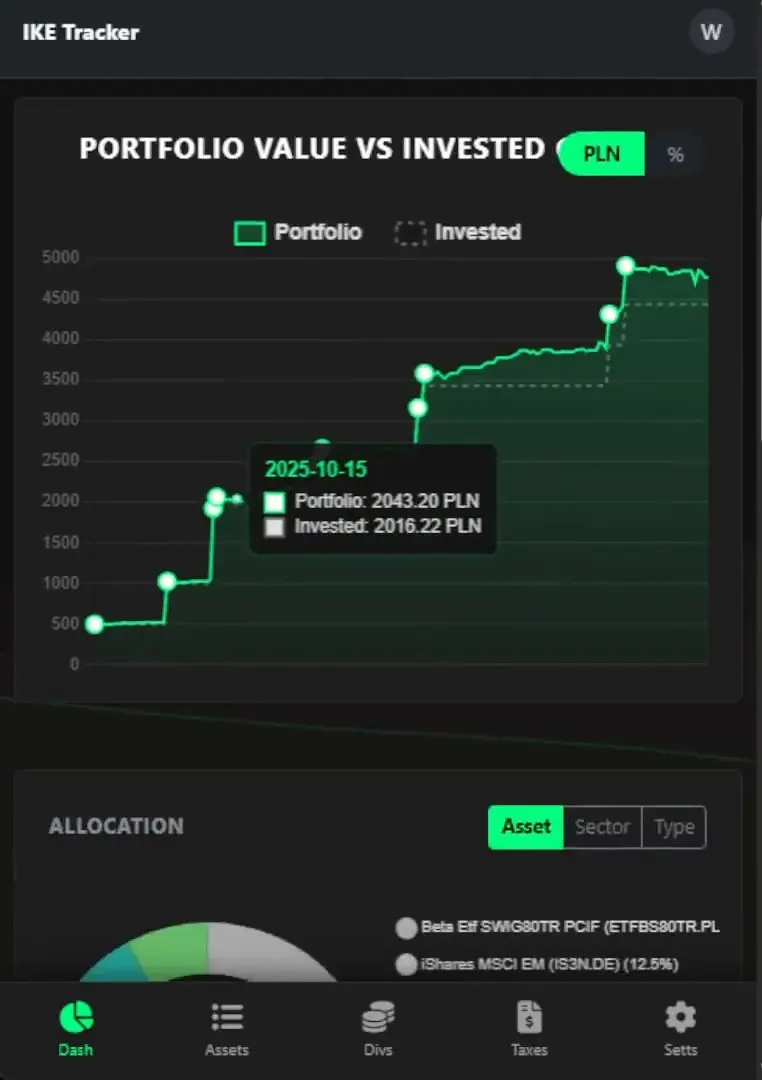 IKE Tracker
W
PORTFOLIO VALUE VS INVESTED
PLN
%
Portfolio
Invested
5000
4500
4000
3500
3000
2500
2000
1500
1000
500
0
2025-10-15
Portfolio: 2043.20 PLN
Invested: 2016.22 PLN
ALLOCATION
Asset
Sector
Type
Beta Etf SWIG80TR PCIF (ETFBS80TR.PL
iShares MSCI EM (IS3N.DE) (12.5%)
Dash
Assets
Divs
Taxes
Setts